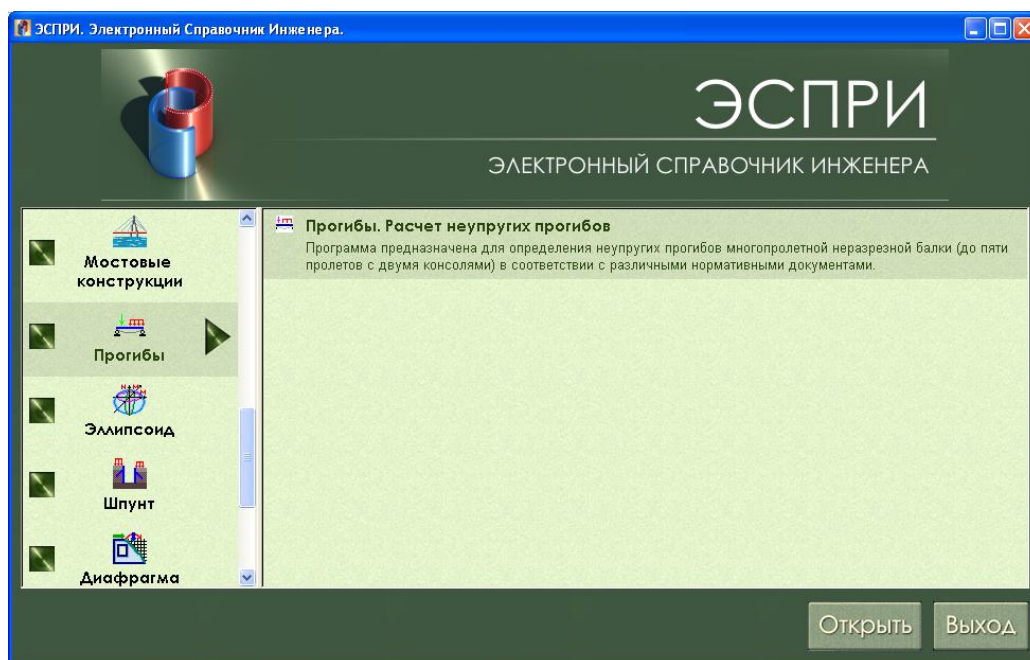 ЭСПРИ. Электронный Справочник Инженера.
ЭСПРИ
ЭЛЕКТРОННЫЙ СПРАВОЧНИК ИНЖЕНЕРА
Мостовые
конструкции
Прогибы
Эллипсоид
Шпунт
Диафрагма
Прогибы. Расчет неупругих прогибов
Программа предназначена для определения неупругих прогибов многопролетной неразрезной балки (до пяти
пролетов с двумя консолями) в соответствии с различными нормативными документами.
Открыть
Выход